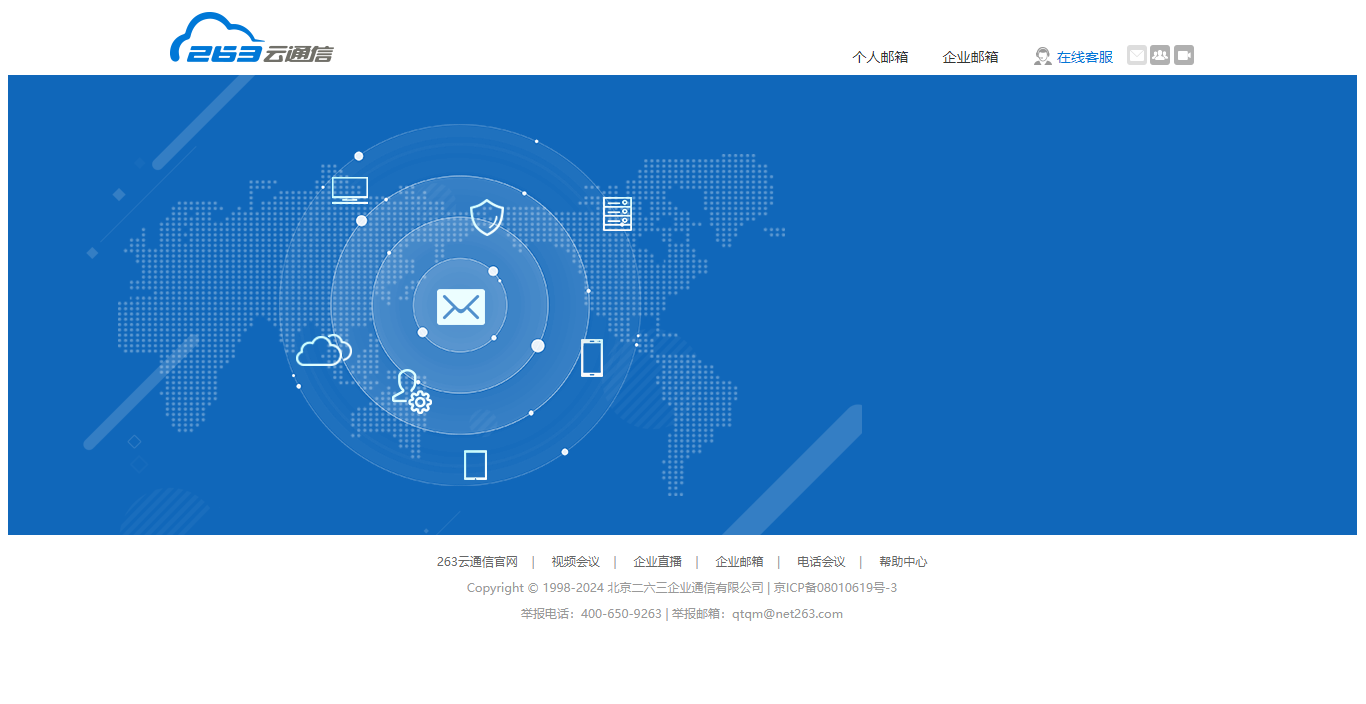 263云通信
个人邮箱 企业邮箱 在线客服
263云通信官网 | 视频会议 | 企业直播 | 企业邮箱 | 电话会议 | 帮助中心
Copyright © 1998-2024 北京二六三企业通信有限公司 | 京ICP备08010619号-3
举报电话：400-650-9263 | 举报邮箱：qtqm@net263.com